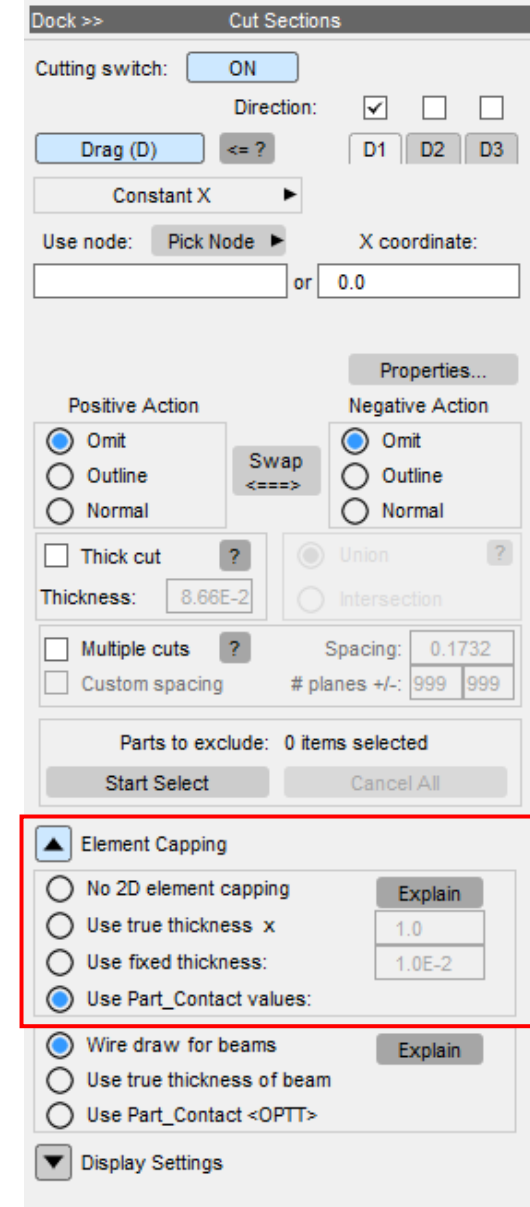 Dock >> Cut Sections
Cutting switch: ON
Direction:
Drag (D) <= ? D1 D2 D3
Constant X
Use node: Pick Node X coordinate:
or 0.0
Properties...
Positive Action Negative Action
Omit Swap <===> Omit
Outline Outline
Normal Normal
Thick cut ? Union ?
Thickness: 8.66E-2 Intersection
Multiple cuts ? Spacing: 0.1732
Custom spacing # planes +/-: 999 999
Parts to exclude: 0 items selected
Start Select Cancel All
Element Capping
No 2D element capping Explain
Use true thickness x 1.0
Use fixed thickness: 1.0E-2
Use Part_Contact values:
Wire draw for beams Explain
Use true thickness of beam
Use Part_Contact <OPTT>
Display Settings